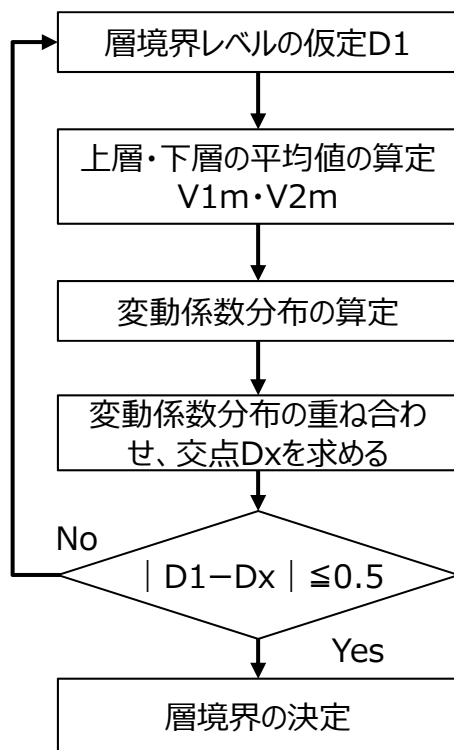 層境界レベルの仮定D1
上層・下層の平均値の算定
V1m・V2m
変動係数分布の算定
変動係数分布の重ね合わ
せ、交点Dxを求める
No
｜D1−Dx｜≦0.5
Yes
層境界の決定